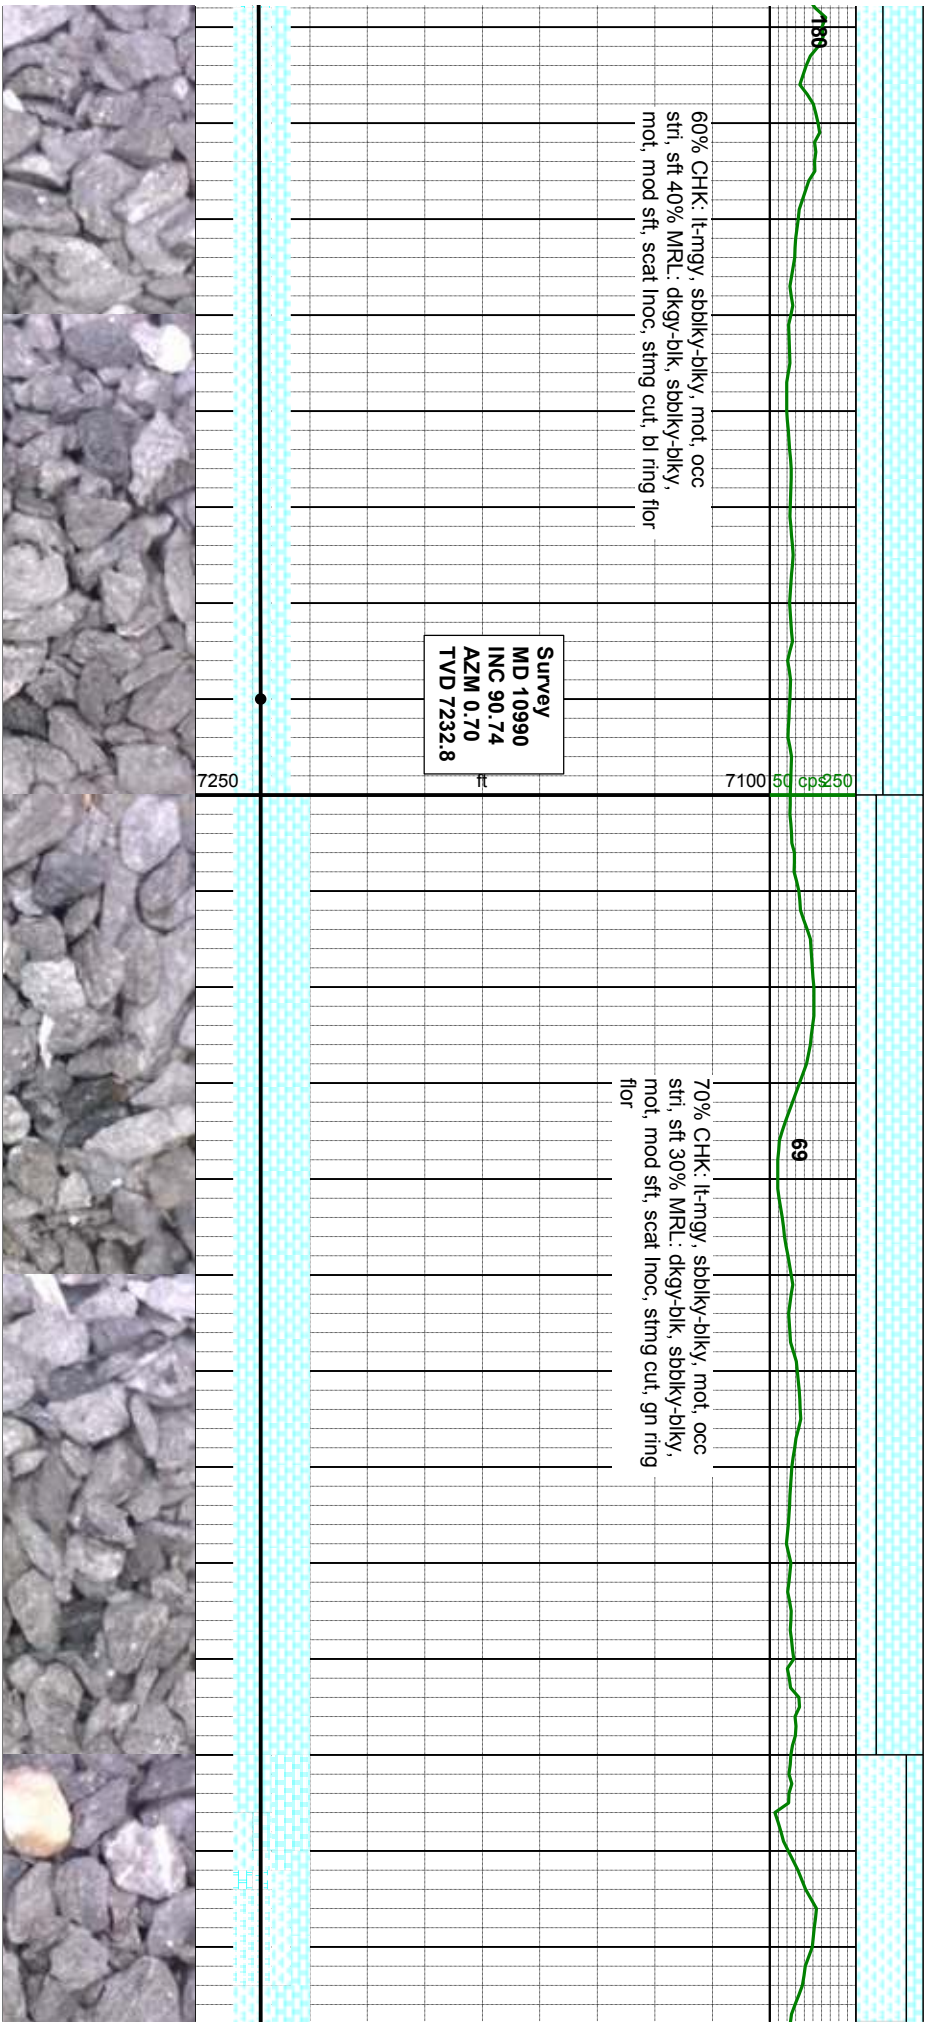 180
60% CHK: lt-mgy, sbblky-blky, mot, occ
stri, sft 40% MRL: dkgy-blk, sbblky-blky,
mot, mod sft, scat Inoc, stmg cut, bl ring flor
Survey
MD 10990
INC 90.74
AZM 0.70
TVD 7232.8
7250 ft 7100 50 cps 250
69
70% CHK: lt-mgy, sbblky-blky, mot, occ
stri, sft 30% MRL: dkgy-blk, sbblky-blky,
mot, mod sft, scat Inoc, stmg cut, gn ring
flor